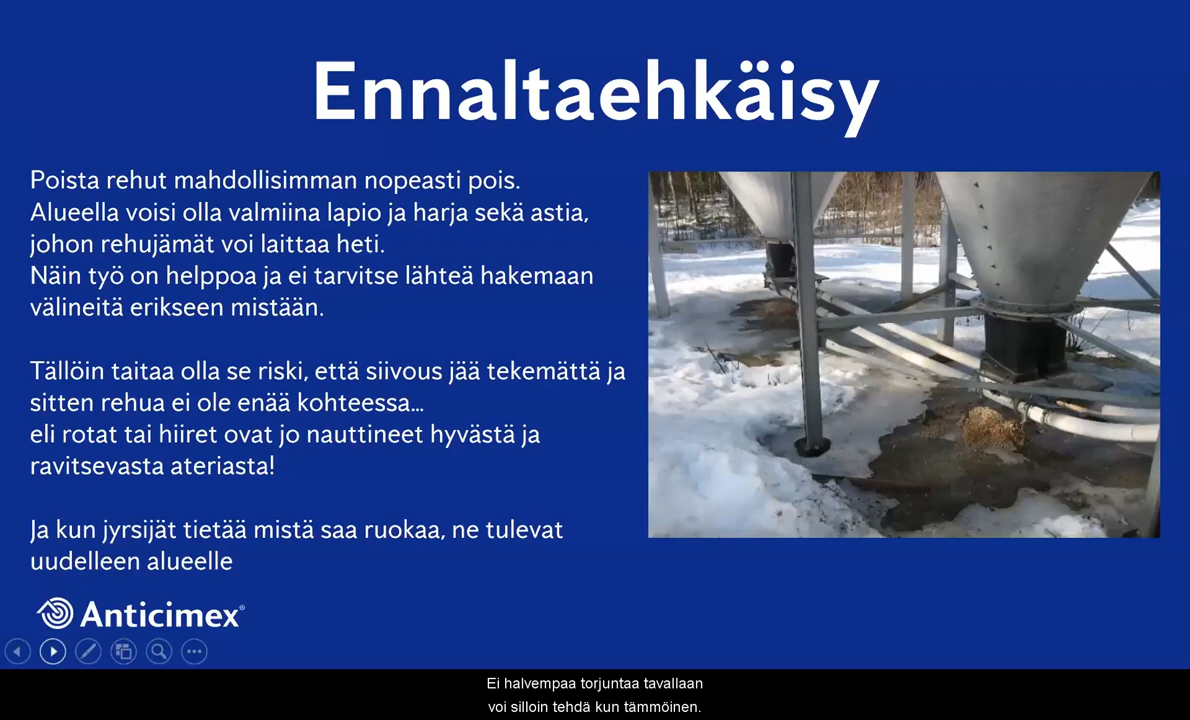 Ennaltaehkäisy
Poista rehut mahdollisimman nopeasti pois.
Alueella voisi olla valmiina lapio ja harja sekä astia,
johon rehujämät voi laittaa heti.
Näin työ on helppoa ja ei tarvitse lähteä hakemaan
välineitä erikseen mistään.
Tällöin taitaa olla se riski, että siivous jää tekemättä ja
sitten rehua ei ole enää kohteessa...
eli rotat tai hiiret ovat jo nauttineet hyvästä ja
ravitsevasta ateriasta!
Ja kun jyrsijät tietää mistä saa ruokaa, ne tulevat
uudelleen alueelle
Anticimex®
Ei halvempaa torjuntaa tavallaan
voi silloin tehdä kun tämmöinen.